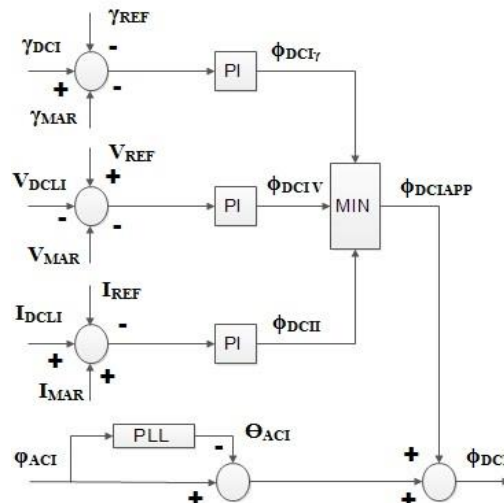 γREF
γDCI
-
+
-
γMAR
PI
ϕDCIγ
VREF
VDCLI
+
-
-
VMAR
PI
ϕDCIV
MIN
ϕDCIAPP
IREF
IDCLI
-
+
+
IMAR
PI
ϕDCII
PLL
ΘACI
-
φACI
+
+
+
ϕDCI